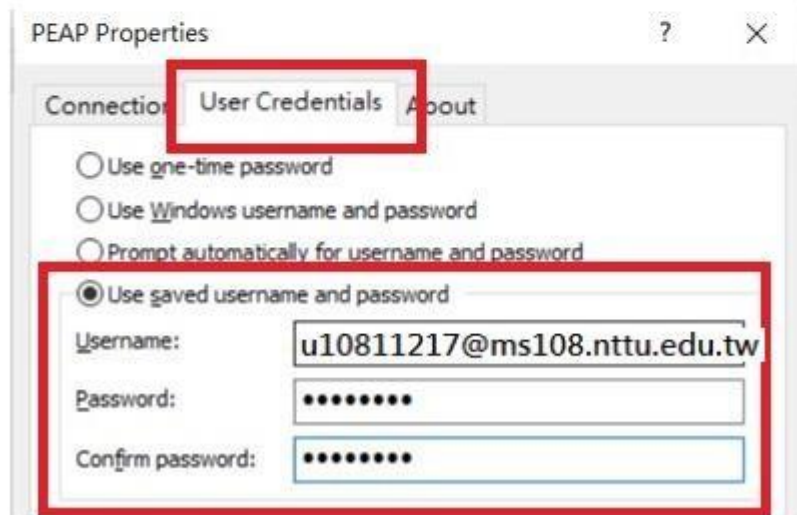 PEAP Properties ? ×
Connection User Credentials About
Use one-time password
Use Windows username and password
Prompt automatically for username and password
Use saved username and password
Username: u10811217@ms108.nttu.edu.tw
Password: ••••••••
Confirm password: ••••••••